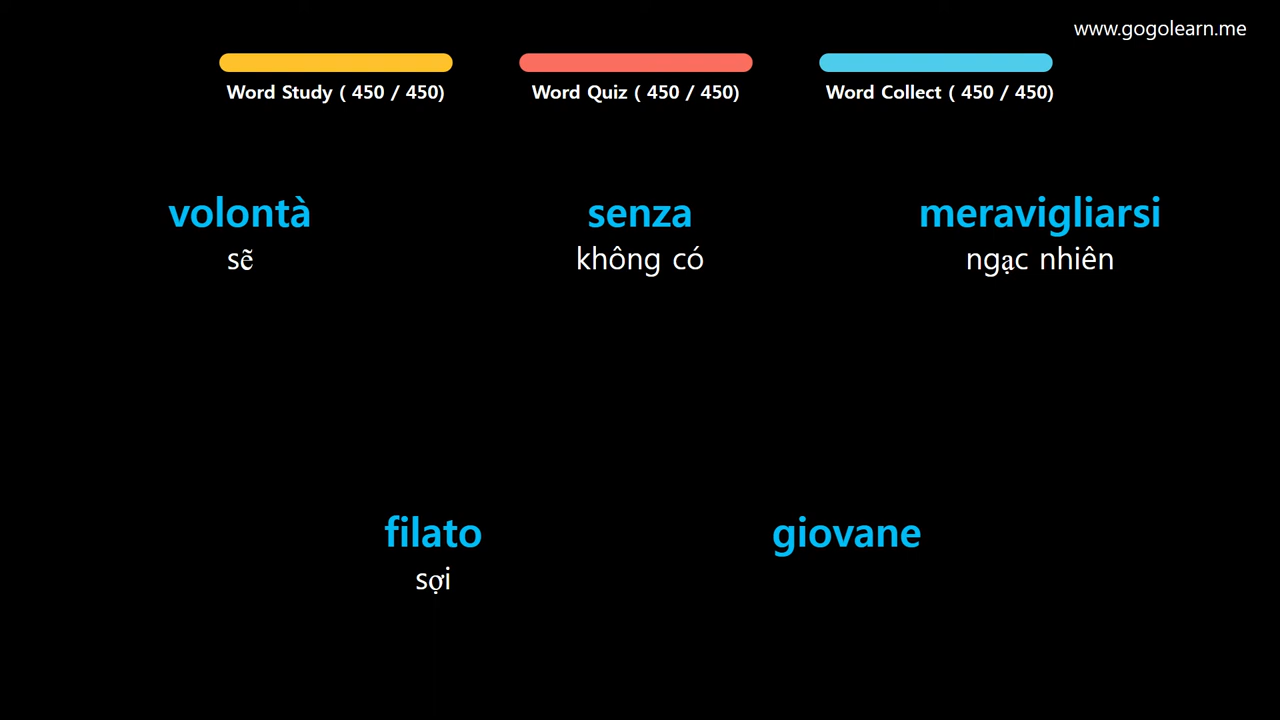 www.gogolearn.me
Word Study ( 450 / 450)
Word Quiz ( 450 / 450)
Word Collect ( 450 / 450)
volontà
sẽ
senza
không có
meravigliarsi
ngạc nhiên
filato
sợi
giovane